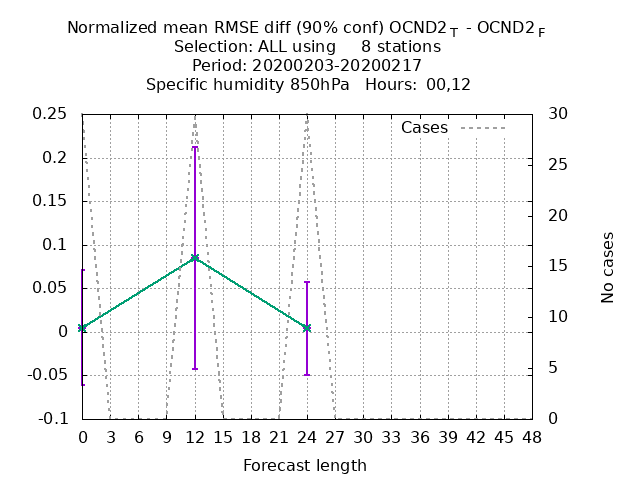 Normalized mean RMSE diff (90% conf) OCND2 T - OCND2 F
Selection: ALL using 8 stations
Period: 20200203-20200217
Specific humidity 850hPa Hours: 00,12
Cases
0.25
0.2
0.15
0.1
0.05
0
-0.05
-0.1
30
25
20
15
10
5
0
No cases
0 3 6 9 12 15 18 21 24 27 30 33 36 39 42 45 48
Forecast length